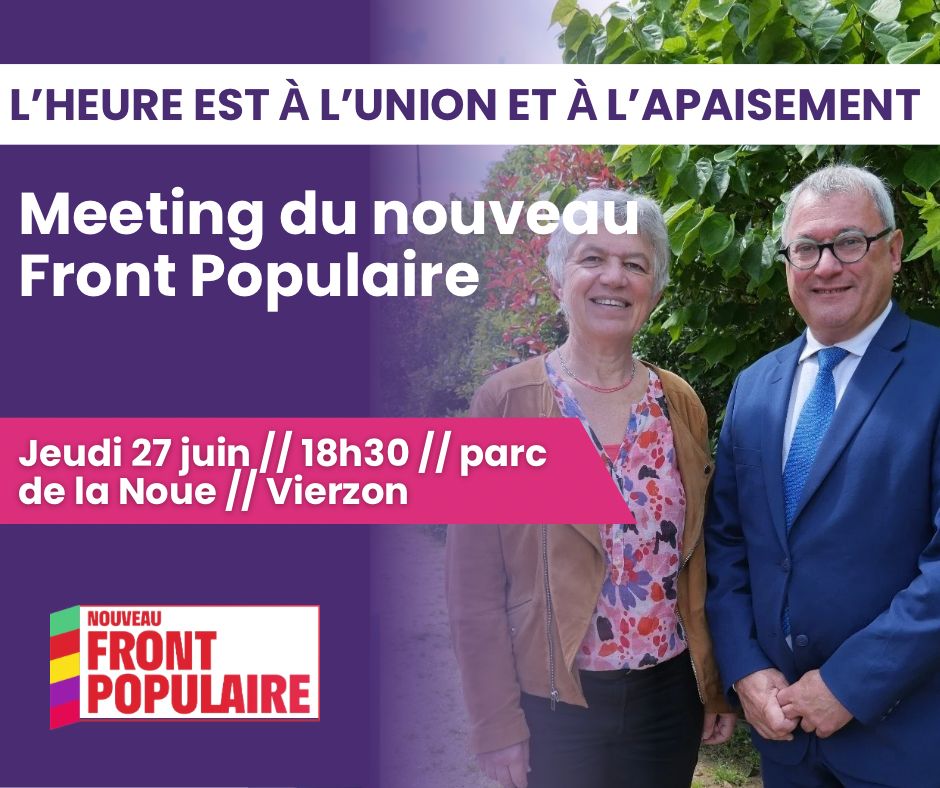 L'HEURE EST À L'UNION ET À L'APAISEMENT
Meeting du nouveau
Front Populaire
Jeudi 27 juin // 18h30 // parc
de la Noue // Vierzon
NOUVEAU
FRONT
POPULAIRE